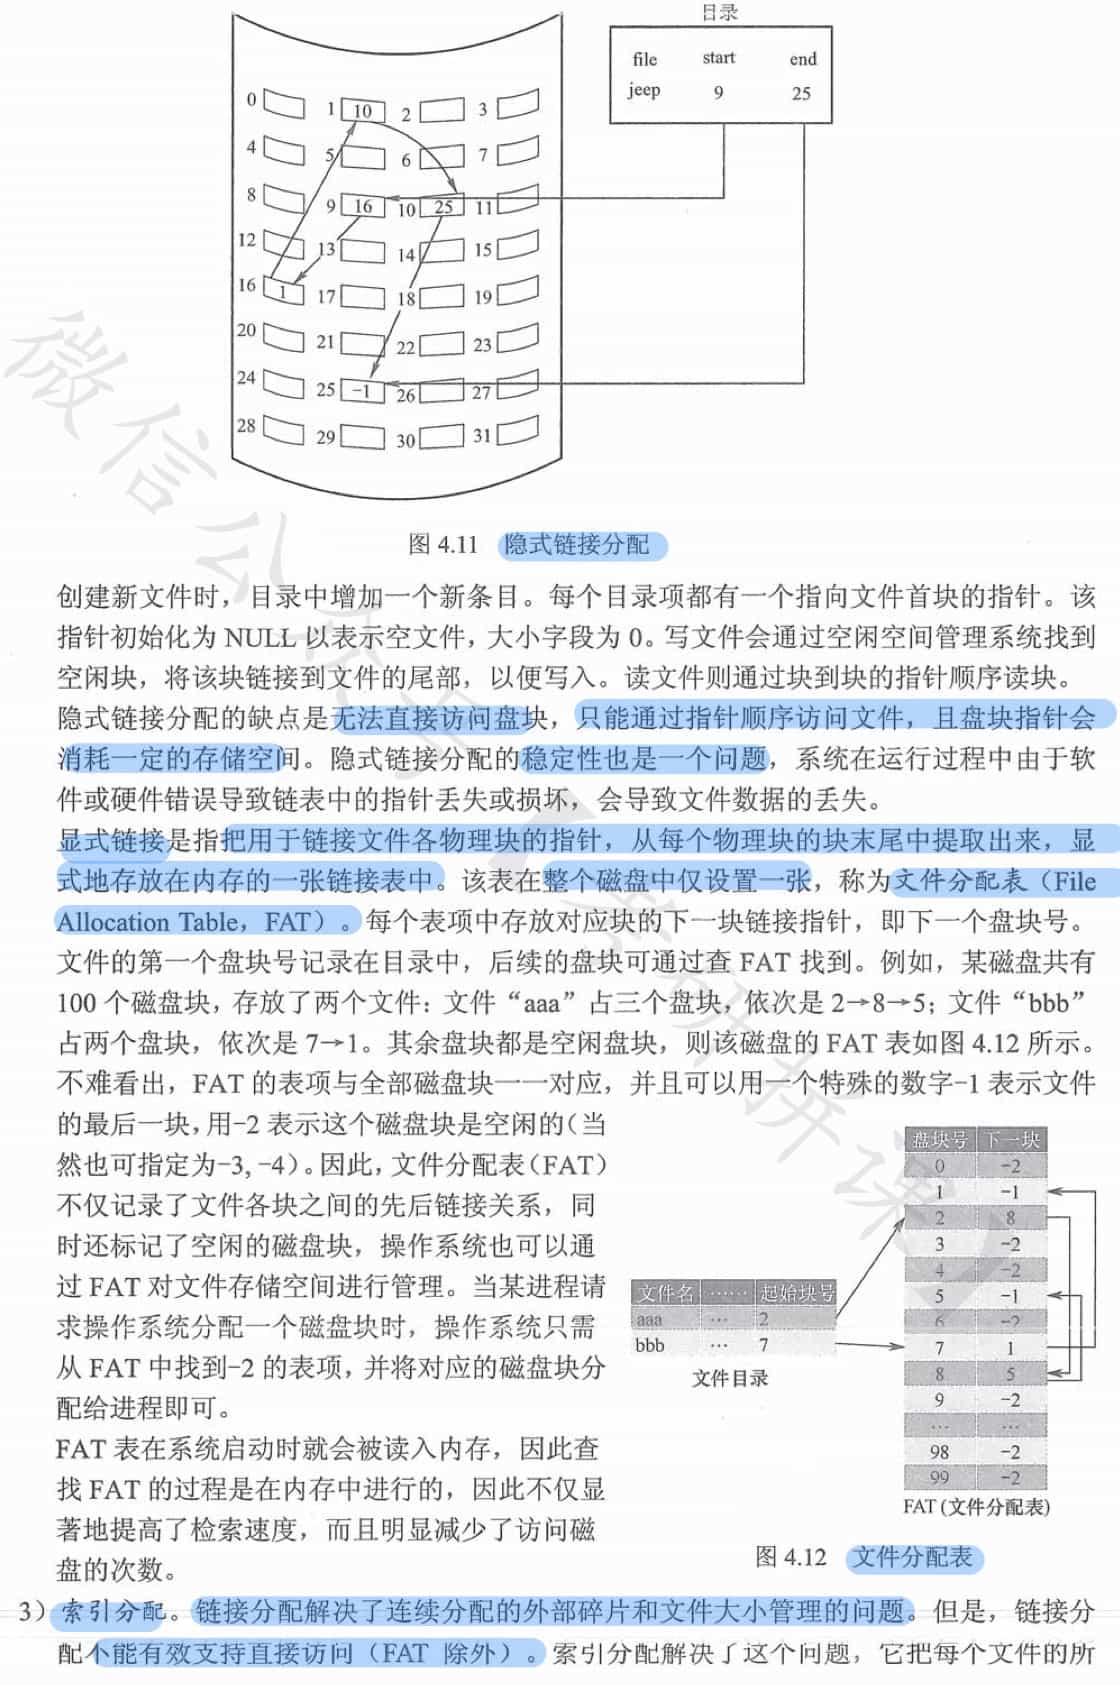 目录
file start end
jeep 9 25
0 1 10 2 3
4 5 6 7
8 9 16 10 25 11
12 13 14 15
16 1 17 18 19
20 21 22 23
24 25 -1 26 27
28 29 30 31
图 4.11 隐式链接分配
创建新文件时，目录中增加一个新条目。每个目录项都有一个指向文件首块的指针。该
指针初始化为 NULL 以表示空文件，大小字段为 0。写文件会通过空闲空间管理系统找到
空闲块，将该块链接到文件的尾部，以便写入。读文件则通过块到块的指针顺序读块。
隐式链接分配的缺点是无法直接访问盘块，只能通过指针顺序访问文件，且盘块指针会
消耗一定的存储空间。隐式链接分配的稳定性也是一个问题，系统在运行过程中由于软
件或硬件错误导致链表中的指针丢失或损坏，会导致文件数据的丢失。
显式链接是指把用于链接文件各物理块的指针，从每个物理块的块末尾中提取出来，显
式地存放在内存的一张链接表中。该表在整个磁盘中仅设置一张，称为文件分配表（File
Allocation Table，FAT）。每个表项中存放对应块的下一块链接指针，即下一个盘块号。
文件的第一个盘块号记录在目录中，后续的盘块可通过查 FAT 找到。例如，某磁盘共有
100 个磁盘块，存放了两个文件：文件“aaa”占三个盘块，依次是 2→8→5；文件“bbb”
占两个盘块，依次是 7→1。其余盘块都是空闲盘块，则该磁盘的 FAT 表如图 4.12 所示。
不难看出，FAT 的表项与全部磁盘块一一对应，并且可以用一个特殊的数字-1 表示文件
的最后一块，用-2 表示这个磁盘块是空闲的（当
然也可指定为-3, -4）。因此，文件分配表（FAT）
不仅记录了文件各块之间的先后链接关系，同
时还标记了空闲的磁盘块，操作系统也可以通
过 FAT 对文件存储空间进行管理。当某进程请
求操作系统分配一个磁盘块时，操作系统只需
从 FAT 中找到-2 的表项，并将对应的磁盘块分
配给进程即可。
FAT 表在系统启动时就会被读入内存，因此查
找 FAT 的过程是在内存中进行的，因此不仅显
著地提高了检索速度，而且明显减少了访问磁
盘的次数。
文件名 …… 起始块号
aaa … 2
bbb … 7
文件目录
盘块号 下一块
0 -2
1 -1
2 8
3 -2
4 -2
5 -1
6 -2
7 1
8 5
9 -2
… …
98 -2
99 -2
FAT (文件分配表)
图 4.12 文件分配表
3）索引分配。链接分配解决了连续分配的外部碎片和文件大小管理的问题。但是，链接分
配不能有效支持直接访问（FAT 除外）。索引分配解决了这个问题，它把每个文件的所